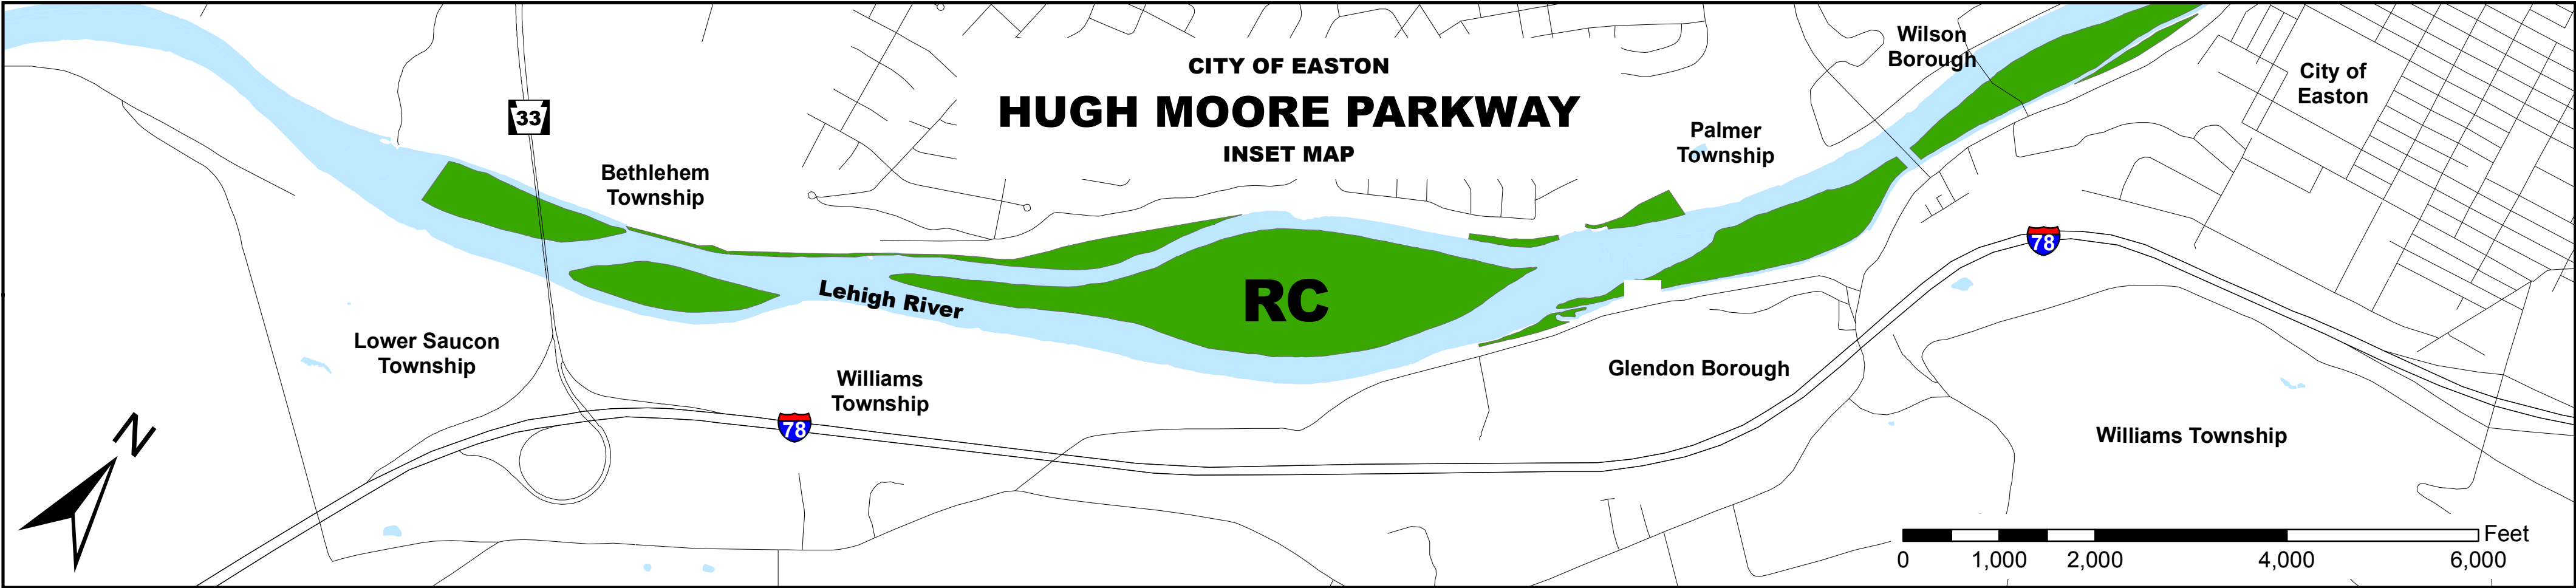 CITY OF EASTON
HUGH MOORE PARKWAY
INSET MAP
Wilson
Borough
City of
Easton
33
Palmer
Township
Bethlehem
Township
78
Lehigh River
RC
Lower Saucon
Township
Williams
Township
Glendon Borough
78
Williams Township
N
Feet
0 1,000 2,000 4,000 6,000